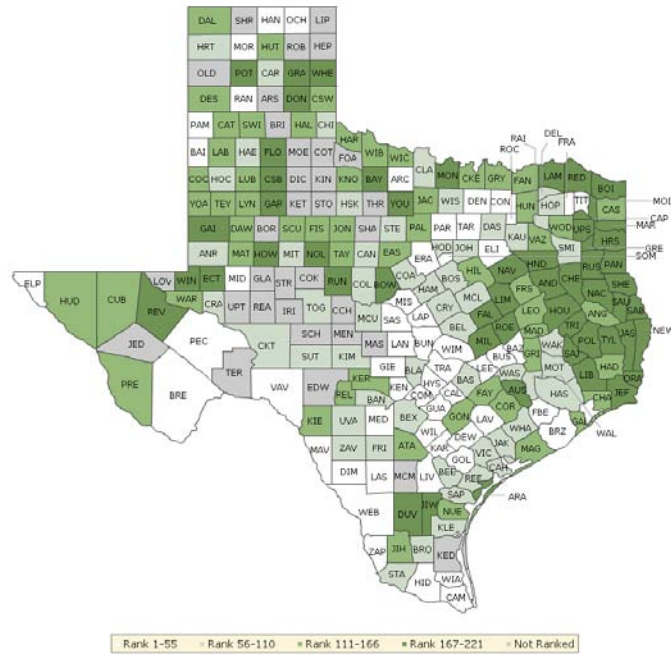 DAL SHR HAN OCH LIP
HRT MOR HUT ROB HEP
OLD POT CAR GRA WHE
DES RAN ARS DON CSW
PAM CAT SWI BRI HAL CHI
BAI LAB HAE FLO MOE COT FOA HAR WIB WIC
COC HOC LUB CSB DIC KIN KNO BAY ARC CLA MON CKE GRY FAN LAM RED BOI
ROC RAI DEL FRA
YOA TEY LYN GAR KET STO HSK THR YOU JAC WIS DEN CON HUN HOP TIT CAS MOI
GAI DAW BOR SCU FIS JON SHA STE PAL PAR TAR DAS KAU VAZ WOD UPS HRS CAP MAR
ANR MAT HOW MIT NOL TAY CAN EAS ERA HOD JOH ELI SMI RUS PAN GRE SOM
ELP HUD CUB REV LOV WIN ECT MID GLA STR COK RUN COL BOW COA HAM BOS HIL NAV HND AND CHE NAC SHE SAU SAB
WAR CRA UPT REA IRI TOG CCH MCU MIS LAP CRY MCL LIM FRS LEO HOU ANG NEW
JED PEC CKT SCH MEN SAS BEL FAL ROE MAD TRI POL TYL JAS
PRE BRE TER VAV SUT KIM MAS LAN BUN WIM MIL BAZ GRI WAK SAJ LIB HAD ORA
EDW KER GIE BLA TRA LEE BUS WAS MOT HAS CHA JEF
KIE REL BAN KEN HYS COM CAL BAS FAY AUS COR FBE GAL WAL
UVA MED BEX GUA GON LAV WHA BRZ
MAV ZAV FRI ATA WIL KAR DEW VIC JAK MAG
DIM LAS MCM LIV BEE GOL REF CAH
WEB DUV JIW SAP NUE ARA
ZAP JIH BRO KLE KED
STA HID WIA CAM
Rank 1-55 Rank 56-110 Rank 111-166 Rank 167-221 Not Ranked